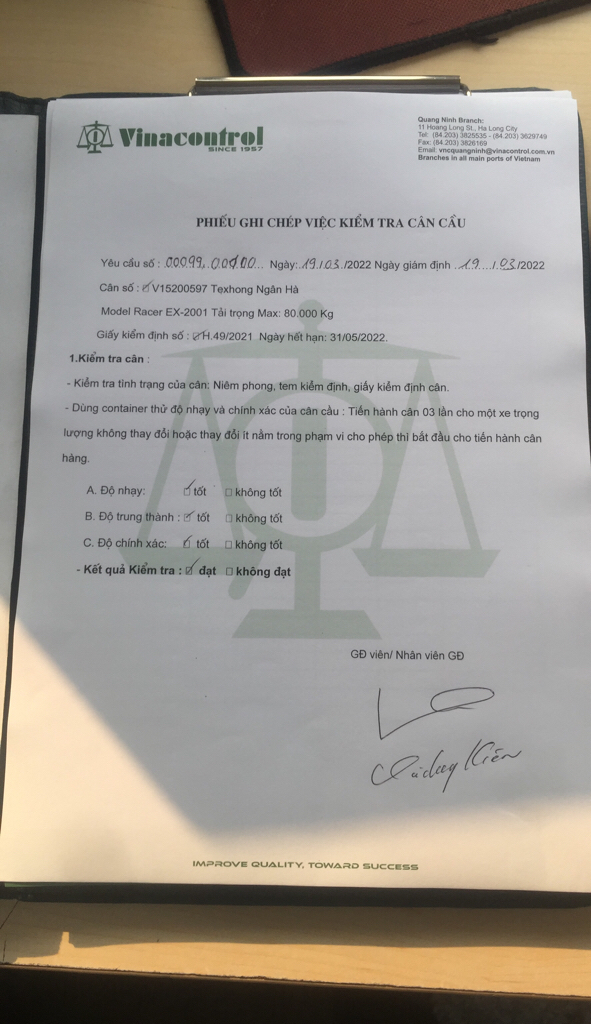 Vinacontrol
SINCE 1957
Quang Ninh Branch:
11 Hoang Long St., Ha Long City
Tel: (84.203) 3825535 - (84.203) 3629749
Fax: (84.203) 3826169
Email: vncquangninh@vinacontrol.com.vn
Branches in all main ports of Vietnam
PHIẾU GHI CHÉP VIỆC KIỂM TRA CÂN CẦU
Yêu cầu số : 00099, 00100... Ngày: 19/03/2022 Ngày giám định ..19..../.03/2022
Cân số : ☑V15200597 Texhong Ngân Hà
Model Racer EX-2001 Tải trọng Max: 80.000 Kg
Giấy kiểm định số : ☑H.49/2021 Ngày hết hạn: 31/05/2022.
1.Kiểm tra cân :
- Kiểm tra tình trạng của cân: Niêm phong, tem kiểm định, giấy kiểm định cân.
- Dùng container thử độ nhạy và chính xác của cân cầu : Tiến hành cân 03 lần cho một xe trọng
lượng không thay đổi hoặc thay đổi ít nằm trong phạm vi cho phép thì bắt đầu cho tiến hành cân
hàng.
A. Độ nhạy: ☑ tốt ☐ không tốt
B. Độ trung thành : ☑ tốt ☐ không tốt
C. Độ chính xác: ☑ tốt ☐ không tốt
- Kết quả Kiểm tra : ☑ đạt ☐ không đạt
GĐ viên/ Nhân viên GĐ
Kiên
IMPROVE QUALITY, TOWARD SUCCESS